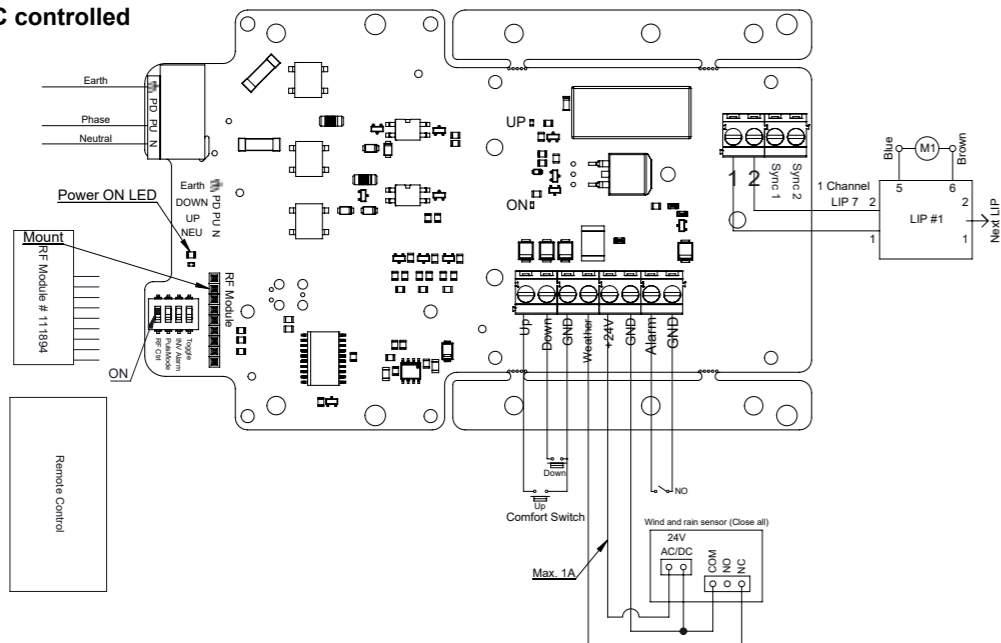 C controlled
Earth
Phase
Neutral
PD PU N
Earth
DOWN
UP
NEU
PD PU N
Power ON LED
Mount
RF Module # 111894
RF Module
Toggle
INV Alarm
PulsMode
RF Ctrl
ON
Remote Control
UP
ON
1 2 Sync 1 Sync 2
1 Channel
LIP 7
2
1
Blue
M1
Brown
5 6
LIP #1
2
1
Next LIP
Up
Down
GND
Weather
+24V
GND
Alarm
GND
Down
Up
Comfort Switch
NO
Max. 1A
Wind and rain sensor (Close all)
24V
AC/DC
COM
NO
NC